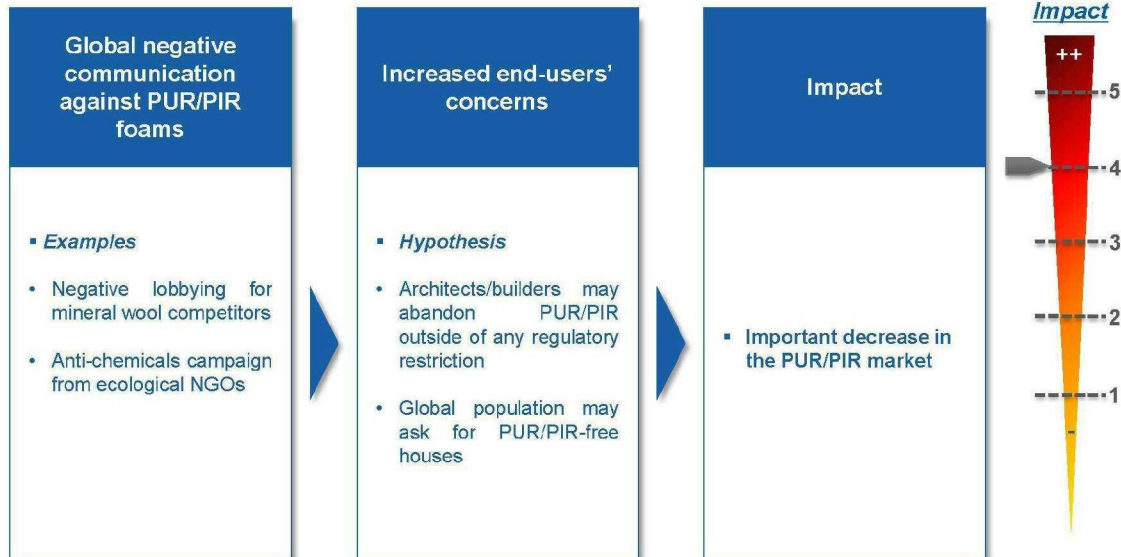 Global negative
communication
against PUR/PIR
foams
▪ Examples
• Negative lobbying for
mineral wool competitors
• Anti-chemicals campaign
from ecological NGOs
Increased end-users'
concerns
▪ Hypothesis
• Architects/builders may
abandon PUR/PIR
outside of any regulatory
restriction
• Global population may
ask for PUR/PIR-free
houses
Impact
▪ Important decrease in
the PUR/PIR market
Impact
++
5
4
3
2
1
-